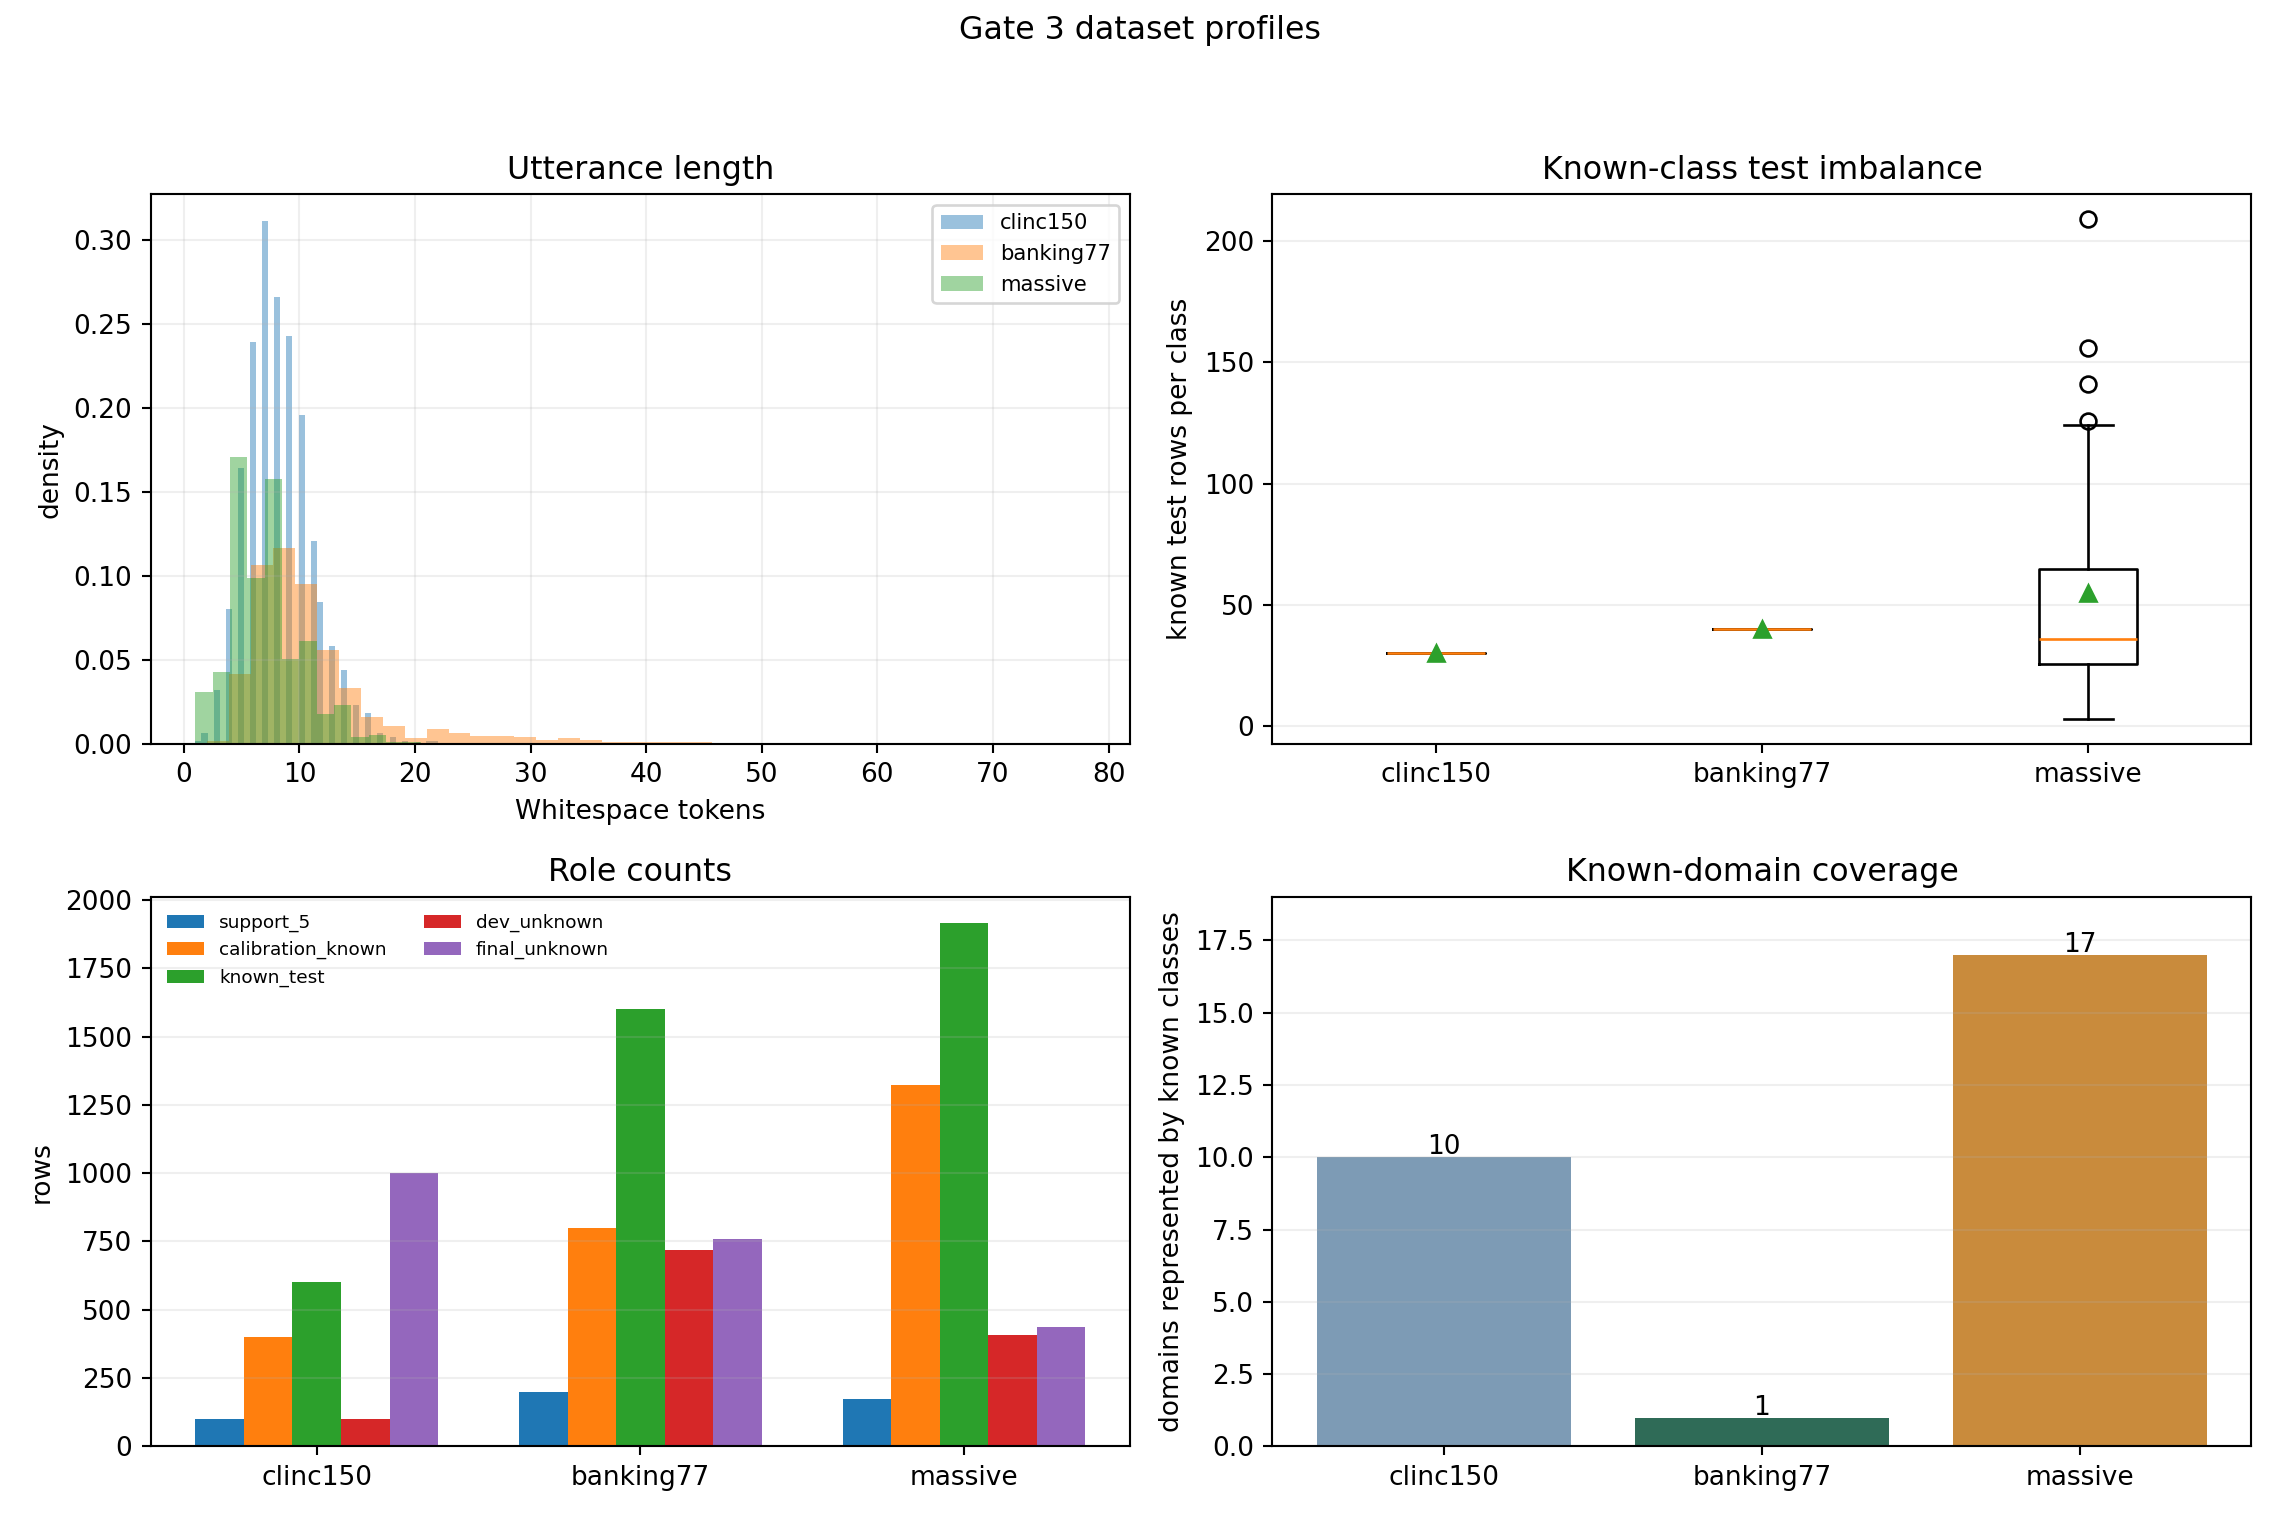 Gate 3 dataset profiles
Utterance length
density
0.30
0.25
0.20
0.15
0.10
0.05
0.00
0 10 20 30 40 50 60 70 80
Whitespace tokens
clinc150
banking77
massive
Known-class test imbalance
known test rows per class
200
150
100
50
0
clinc150 banking77 massive
Role counts
rows
2000
1750
1500
1250
1000
750
500
250
0
support_5 dev_unknown
calibration_known final_unknown
known_test
clinc150 banking77 massive
Known-domain coverage
domains represented by known classes
17.5
15.0
12.5
10.0
7.5
5.0
2.5
0.0
10
1
17
clinc150 banking77 massive